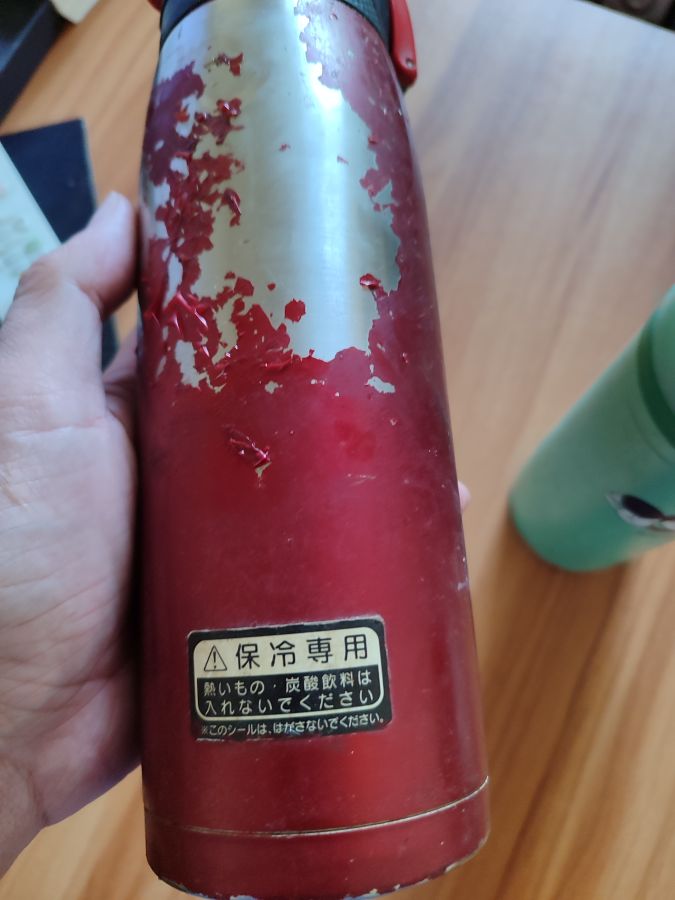 ⚠保冷専用
熱いもの・炭酸飲料は
入れないでください
※このシールは、はがさないでください。